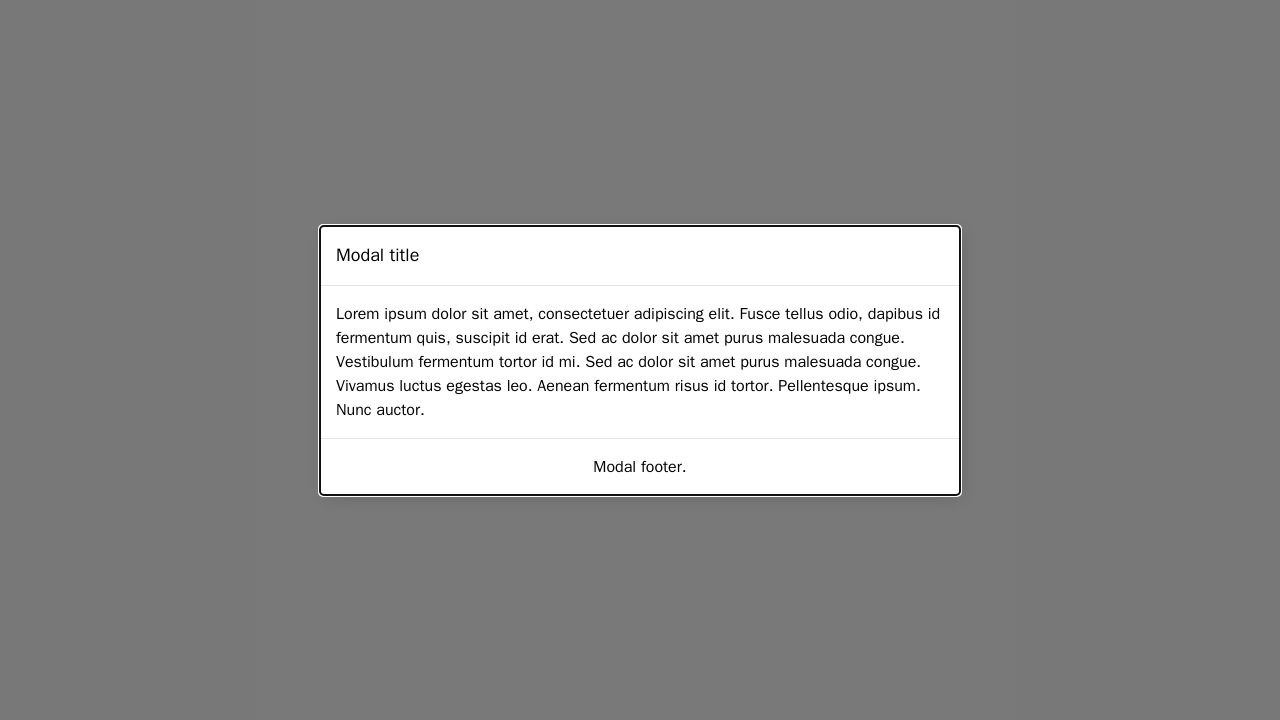 Modal title
Lorem ipsum dolor sit amet, consectetuer adipiscing elit. Fusce tellus odio, dapibus id
fermentum quis, suscipit id erat. Sed ac dolor sit amet purus malesuada congue.
Vestibulum fermentum tortor id mi. Sed ac dolor sit amet purus malesuada congue.
Vivamus luctus egestas leo. Aenean fermentum risus id tortor. Pellentesque ipsum.
Nunc auctor.
Modal footer.